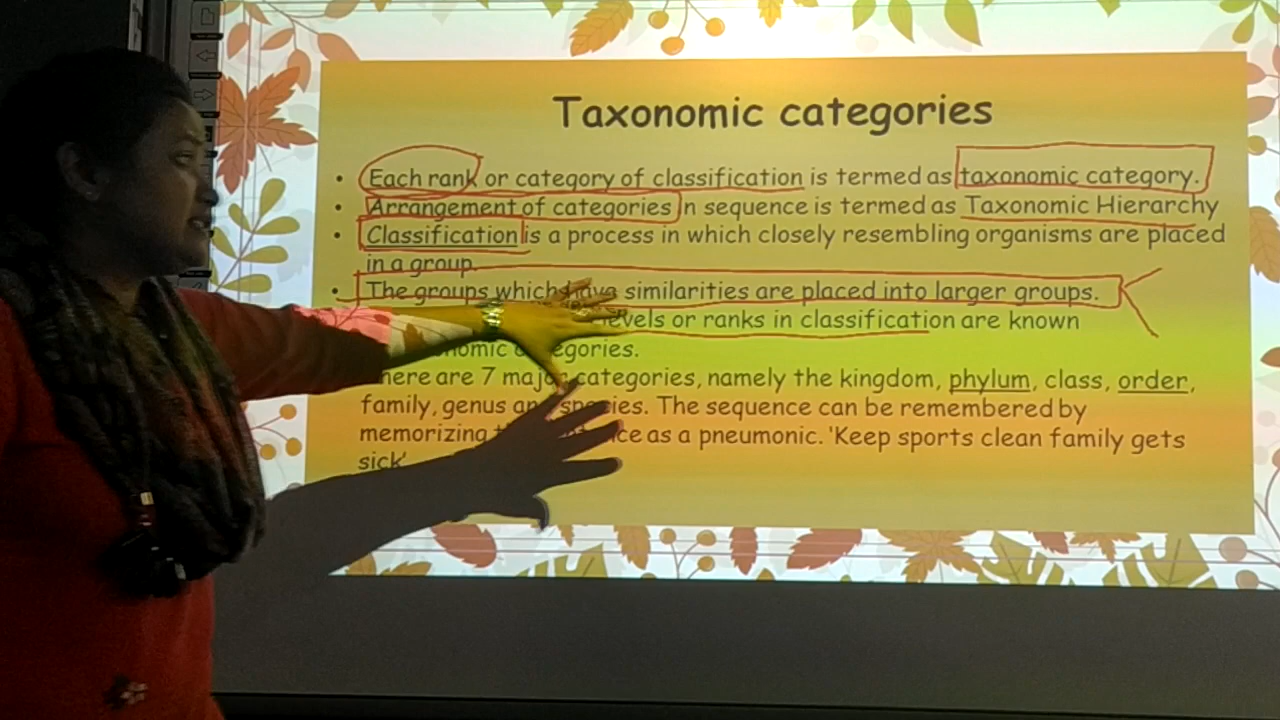 Taxonomic categories
• Each rank or category of classification is termed as taxonomic category.
• Arrangement of categories n sequence is termed as Taxonomic Hierarchy
• Classification is a process in which closely resembling organisms are placed
in a group.
• The groups which have similarities are placed into larger groups.
levels or ranks in classification are known
egories.
here are 7 major categories, namely the kingdom, phylum, class, order,
family, genus and species. The sequence can be remembered by
memorizing as a pneumonic. 'Keep sports clean family gets
sick'